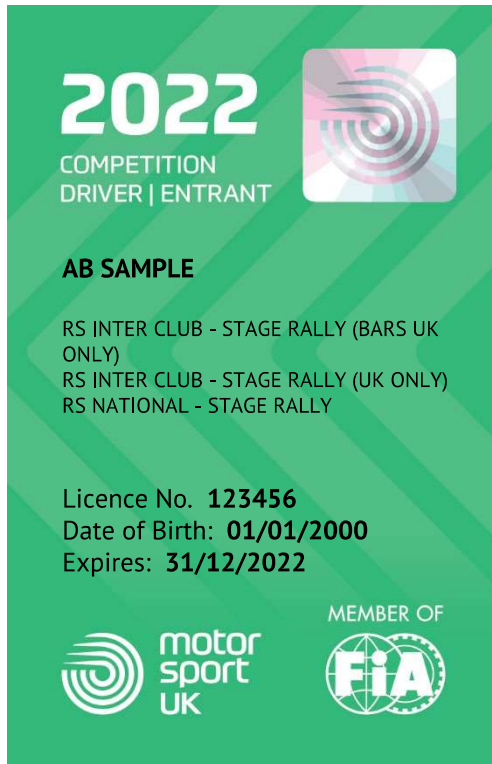 2022
COMPETITION
DRIVER | ENTRANT
AB SAMPLE
RS INTER CLUB - STAGE RALLY (BARS UK
ONLY)
RS INTER CLUB - STAGE RALLY (UK ONLY)
RS NATIONAL - STAGE RALLY
Licence No. 123456
Date of Birth: 01/01/2000
Expires: 31/12/2022
MEMBER OF
FiA
motor
sport
UK